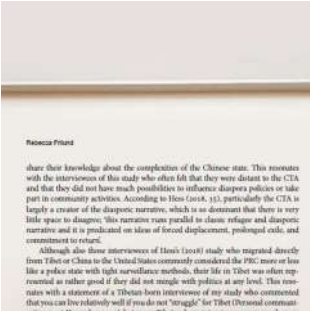 Rebecca Frilund
share their knowledge about the complexities of the Chinese state. This resonates
with the interviewees of this study who often felt that they were distant to the CTA
and that they did not have much possibilities to influence diaspora policies or take
part in community activities. According to Hess (2018, 35), particularly the CTA is
largely a creator of the diasporic narrative, which is so dominant that there is very
little space to disagree; 'this narrative runs parallel to classic refugee and diasporic
narrative and it is predicated on ideas of forced displacement, prolonged exile, and
commitment to return'.
Although also those interviewees of Hess's (2018) study who migrated directly
from Tibet or China to the United States commonly considered the PRC more or less
like a police state with tight surveillance methods, their life in Tibet was often rep-
resented as rather good if they did not mingle with politics at any level. This reso-
nates with a statement of a Tibetan-born interviewee of my study who commented
that you can live relatively well if you do not "struggle" for Tibet (Personal communi-